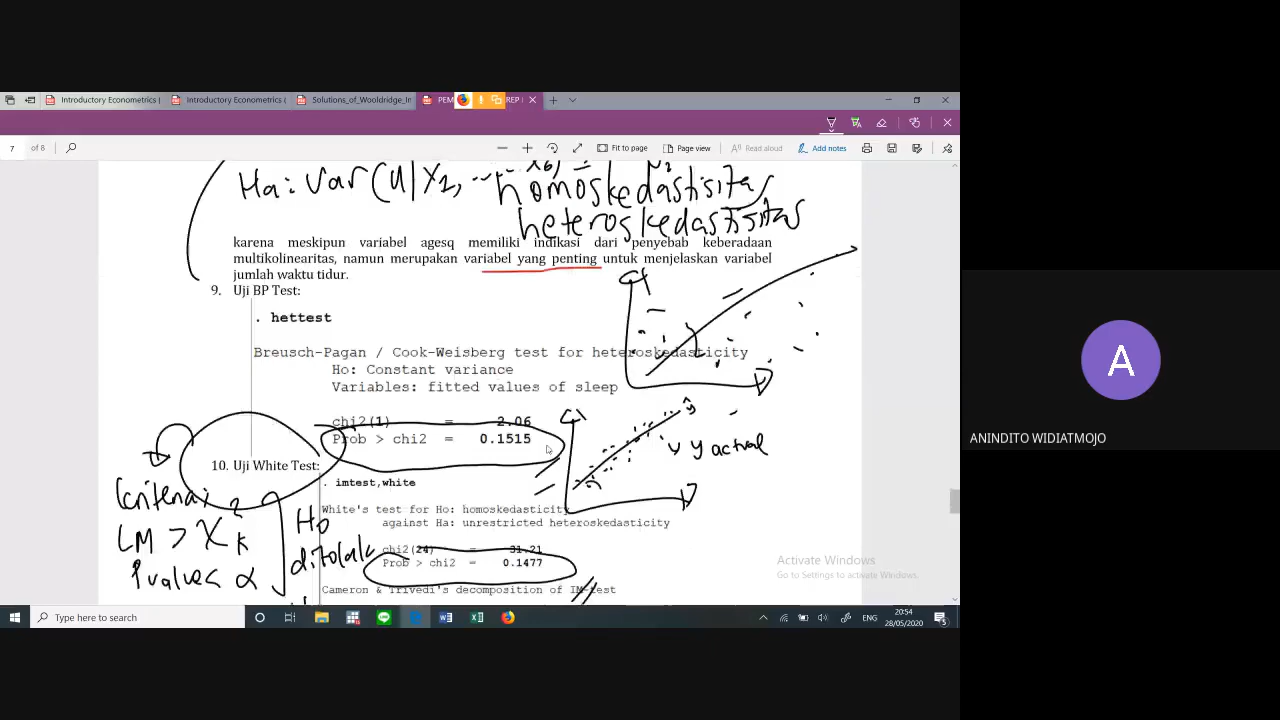 Introductory Econometrics (
Introductory Econometrics (
Solutions_of_Wooldridge_In
PEM
REP (
7 of 8
Fit to page
Page view
Read aloud
Add notes
Ha: Var (U|X1, ......
homoskedastisitas
heteroskedastisitas
karena meskipun variabel agesq memiliki indikasi dari penyebab keberadaan
multikolinearitas, namun merupakan variabel yang penting untuk menjelaskan variabel
jumlah waktu tidur.
9. Uji BP Test:
. hettest
Breusch-Pagan / Cook-Weisberg test for heteroskedasticity
Ho: Constant variance
Variables: fitted values of sleep
chi2(1) = 2.06
Prob > chi2 = 0.1515
ŷ
y actual
10. Uji White Test:
. imtest,white
White's test for Ho: homoskedasticity
against Ha: unrestricted heteroskedasticity
chi2(24) = 31.21
Prob > chi2 = 0.1477
Cameron & Trivedi's decomposition of IM-test
kriteria:
LM > X²k
Pvalue < α
Ho
ditolak
Activate Windows
Go to Settings to activate Windows.
ANINDITO WIDIATMOJO
A
Type here to search
ENG
20:54
28/05/2020
5